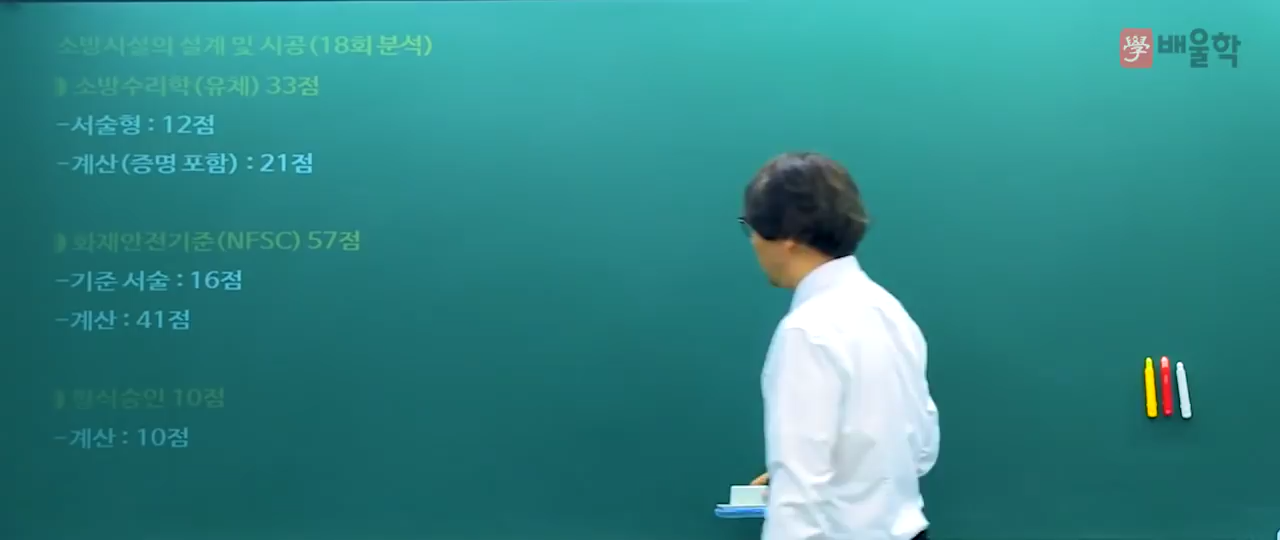 소방시설의 설계 및 시공(18회 분석)
소방수리학(유체) 33점
-서술형 : 12점
-계산(증명 포함) : 21점
화재안전기준(NFSC) 57점
-기준 서술 : 16점
-계산 : 41점
형식승인 10점
-계산 : 10점
學 배울학